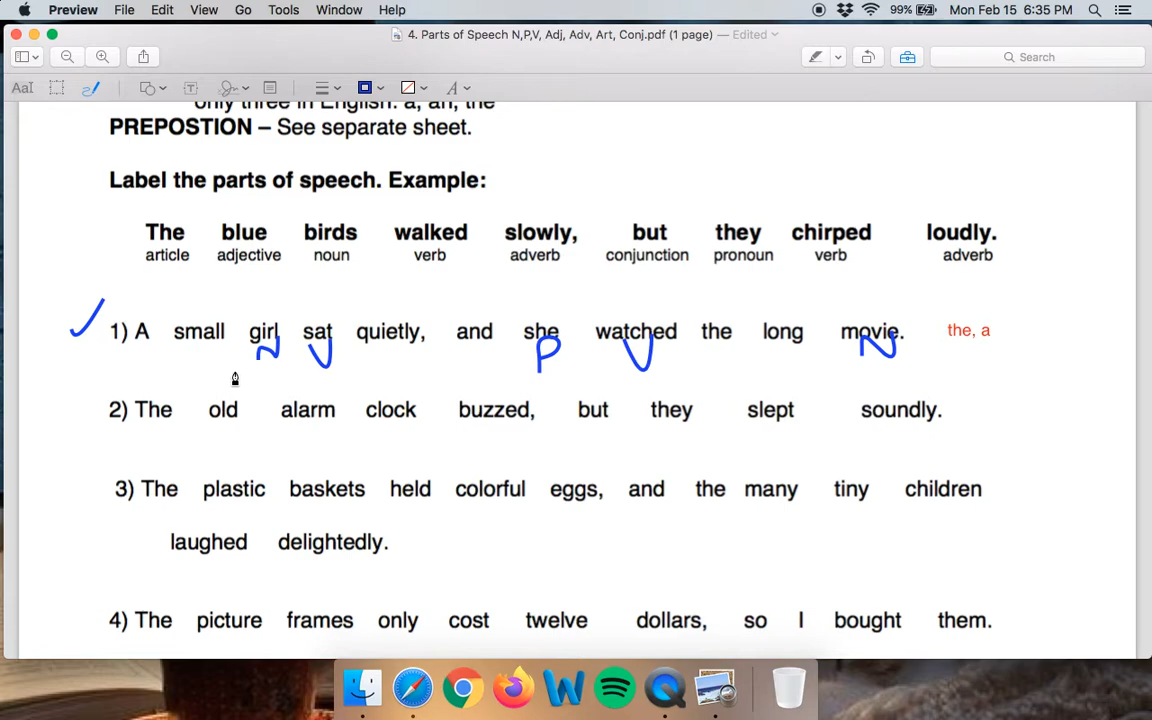 Preview File Edit View Go Tools Window Help 99% Mon Feb 15 6:35 PM
4. Parts of Speech N,P,V, Adj, Adv, Art, Conj.pdf (1 page) — Edited
Search
AaI T A
only three in English: a, an, the
PREPOSTION – See separate sheet.
Label the parts of speech. Example:
The blue birds walked slowly, but they chirped loudly.
article adjective noun verb adverb conjunction pronoun verb adverb
1) A small girl sat quietly, and she watched the long movie. the, a
N V P V N
2) The old alarm clock buzzed, but they slept soundly.
3) The plastic baskets held colorful eggs, and the many tiny children
laughed delightedly.
4) The picture frames only cost twelve dollars, so I bought them.